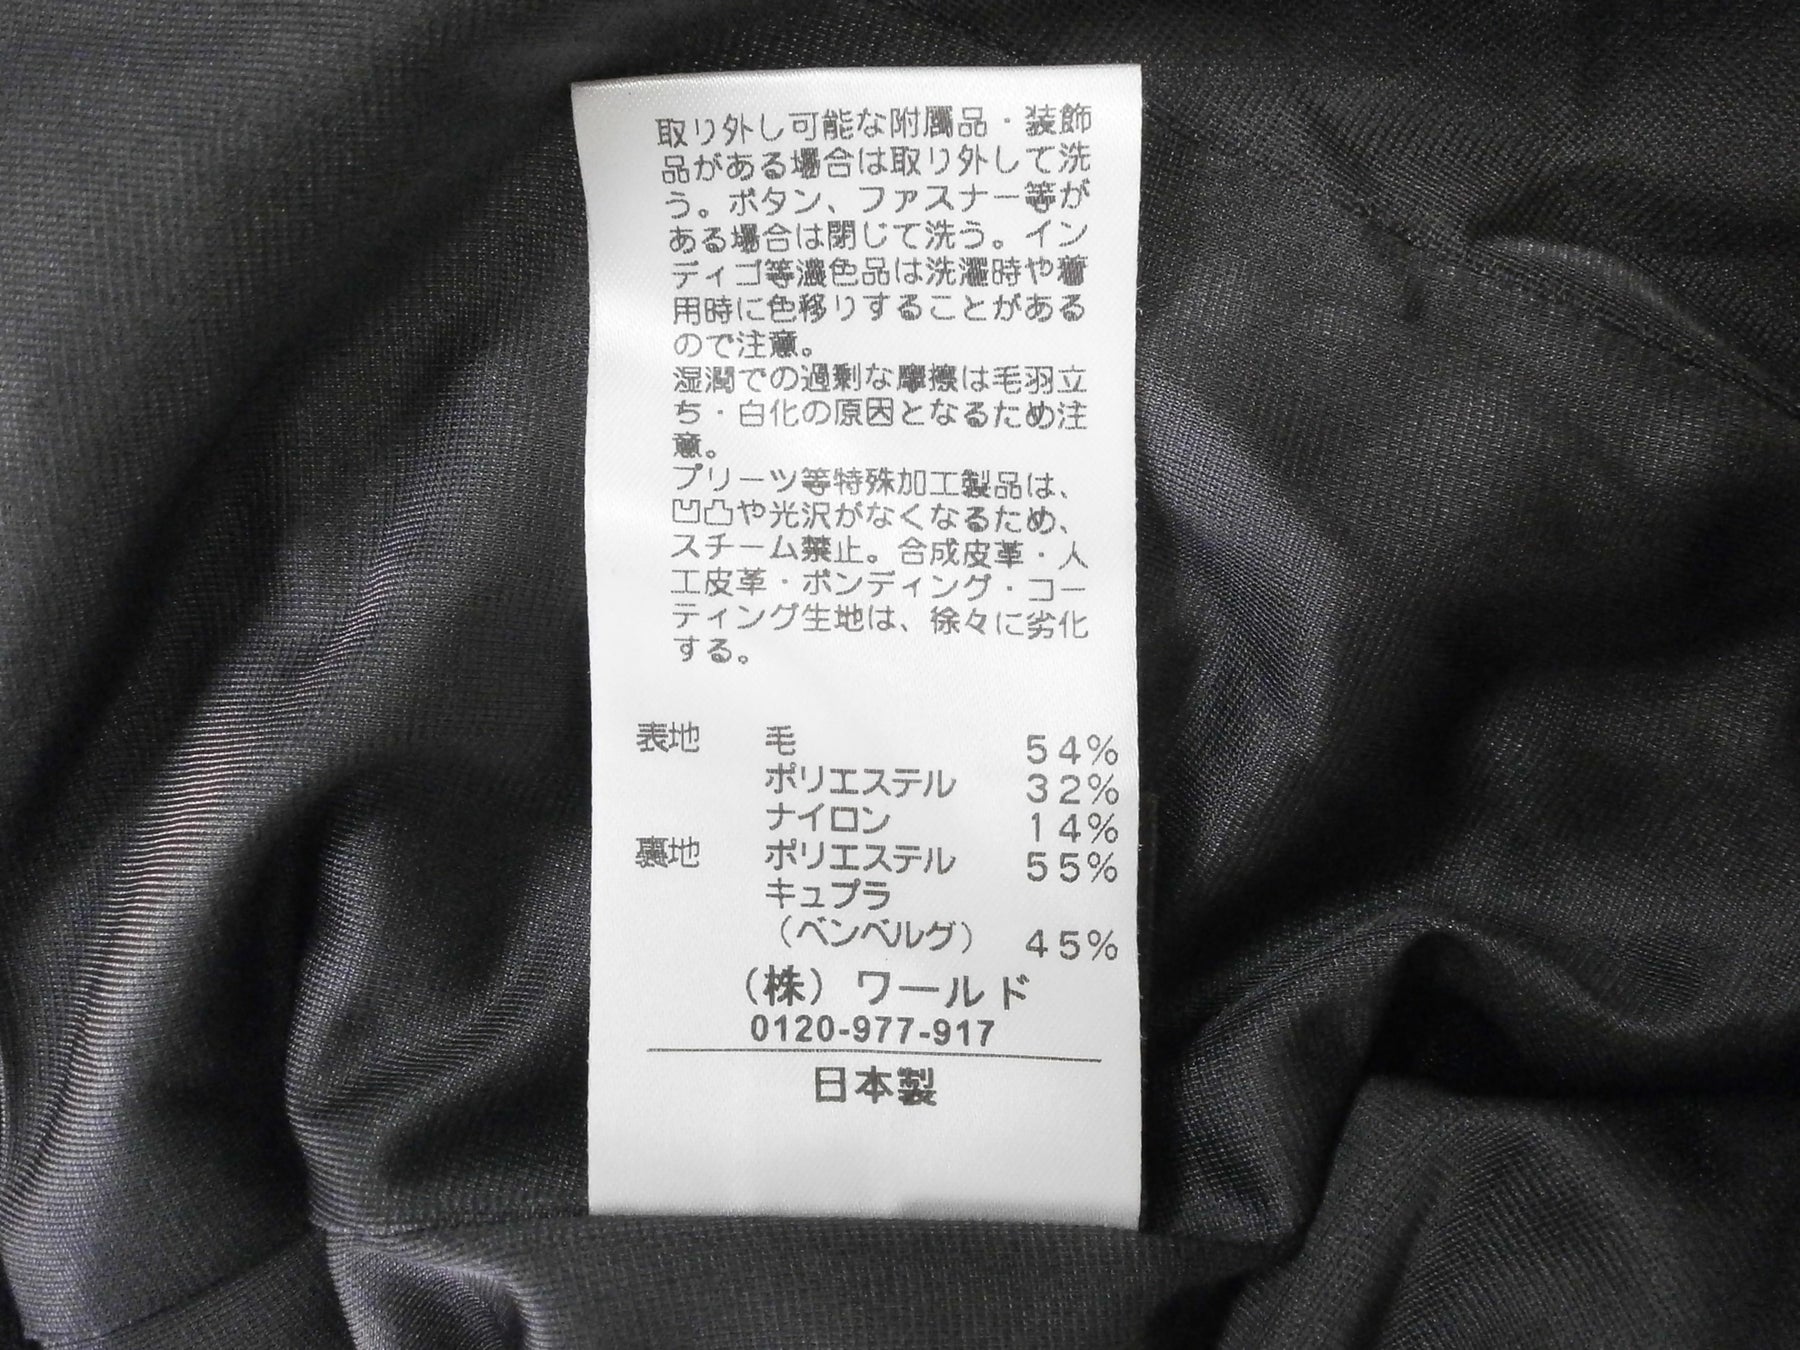 取り外し可能な附属品・装飾
品がある場合は取り外して洗
う。ボタン、ファスナー等が
ある場合は閉じて洗う。イン
ディゴ等濃色品は洗濯時や着
用時に色移りすることがある
ので注意。
湿潤での過剰な摩擦は毛羽立
ち・白化の原因となるため注
意。
プリーツ等特殊加工製品は、
凹凸や光沢がなくなるため、
スチーム禁止。合成皮革・人
工皮革・ボンディング・コー
ティング生地は、徐々に劣化
する。
表地 毛 54%
ポリエステル 32%
ナイロン 14%
裏地 ポリエステル 55%
キュプラ
（ベンベルグ） 45%
（株）ワールド
0120-977-917
日本製